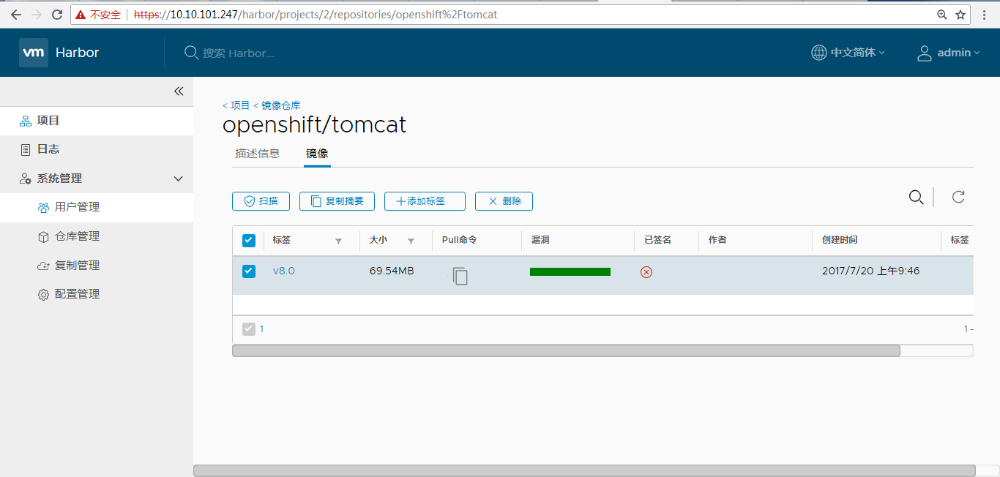 不安全 https://10.10.101.247/harbor/projects/2/repositories/openshift%2Ftomcat
vm Harbor 搜索 Harbor... 中文简体 admin
项目
日志
系统管理
用户管理
仓库管理
复制管理
配置管理
< 项目 < 镜像仓库
openshift/tomcat
描述信息 镜像
扫描 复制摘要 添加标签 删除
标签 大小 Pull命令 漏洞 已签名 作者 创建时间 标签
v8.0 69.54MB 2017/7/20 上午9:46
1 1 -